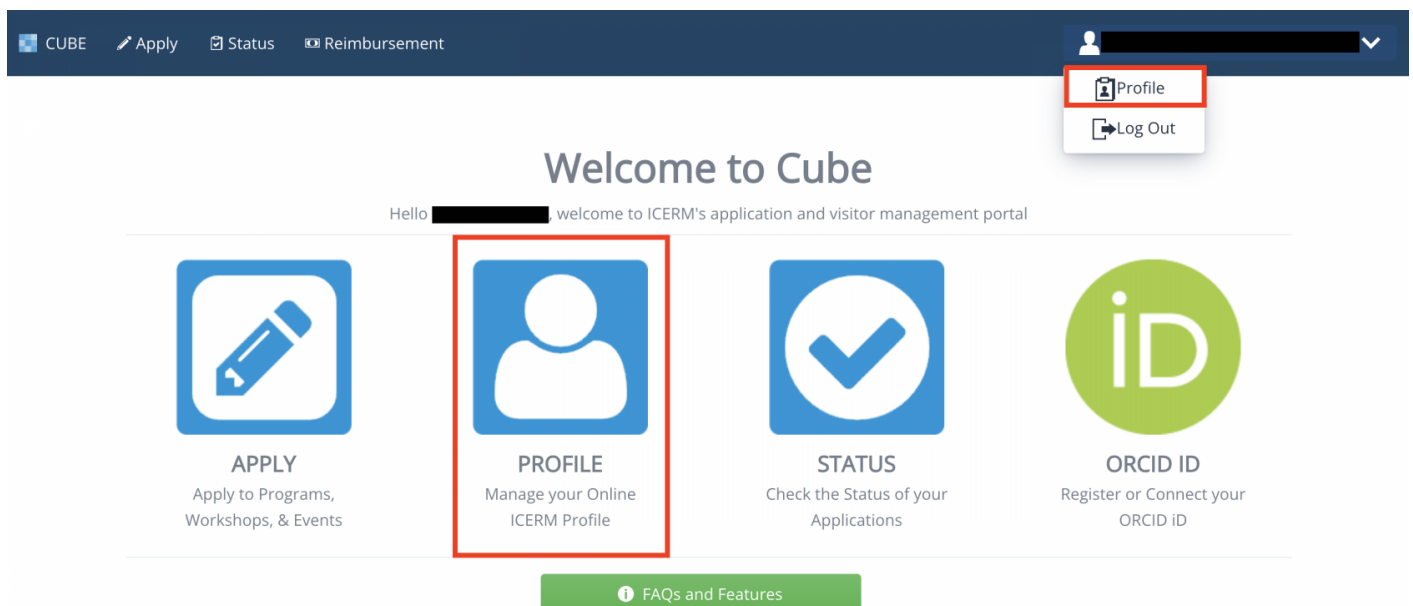 CUBE Apply Status Reimbursement
Profile
Log Out
Welcome to Cube
Hello , welcome to ICERM's application and visitor management portal
iD
APPLY
Apply to Programs,
Workshops, & Events
PROFILE
Manage your Online
ICERM Profile
STATUS
Check the Status of your
Applications
ORCID ID
Register or Connect your
ORCID iD
FAQs and Features